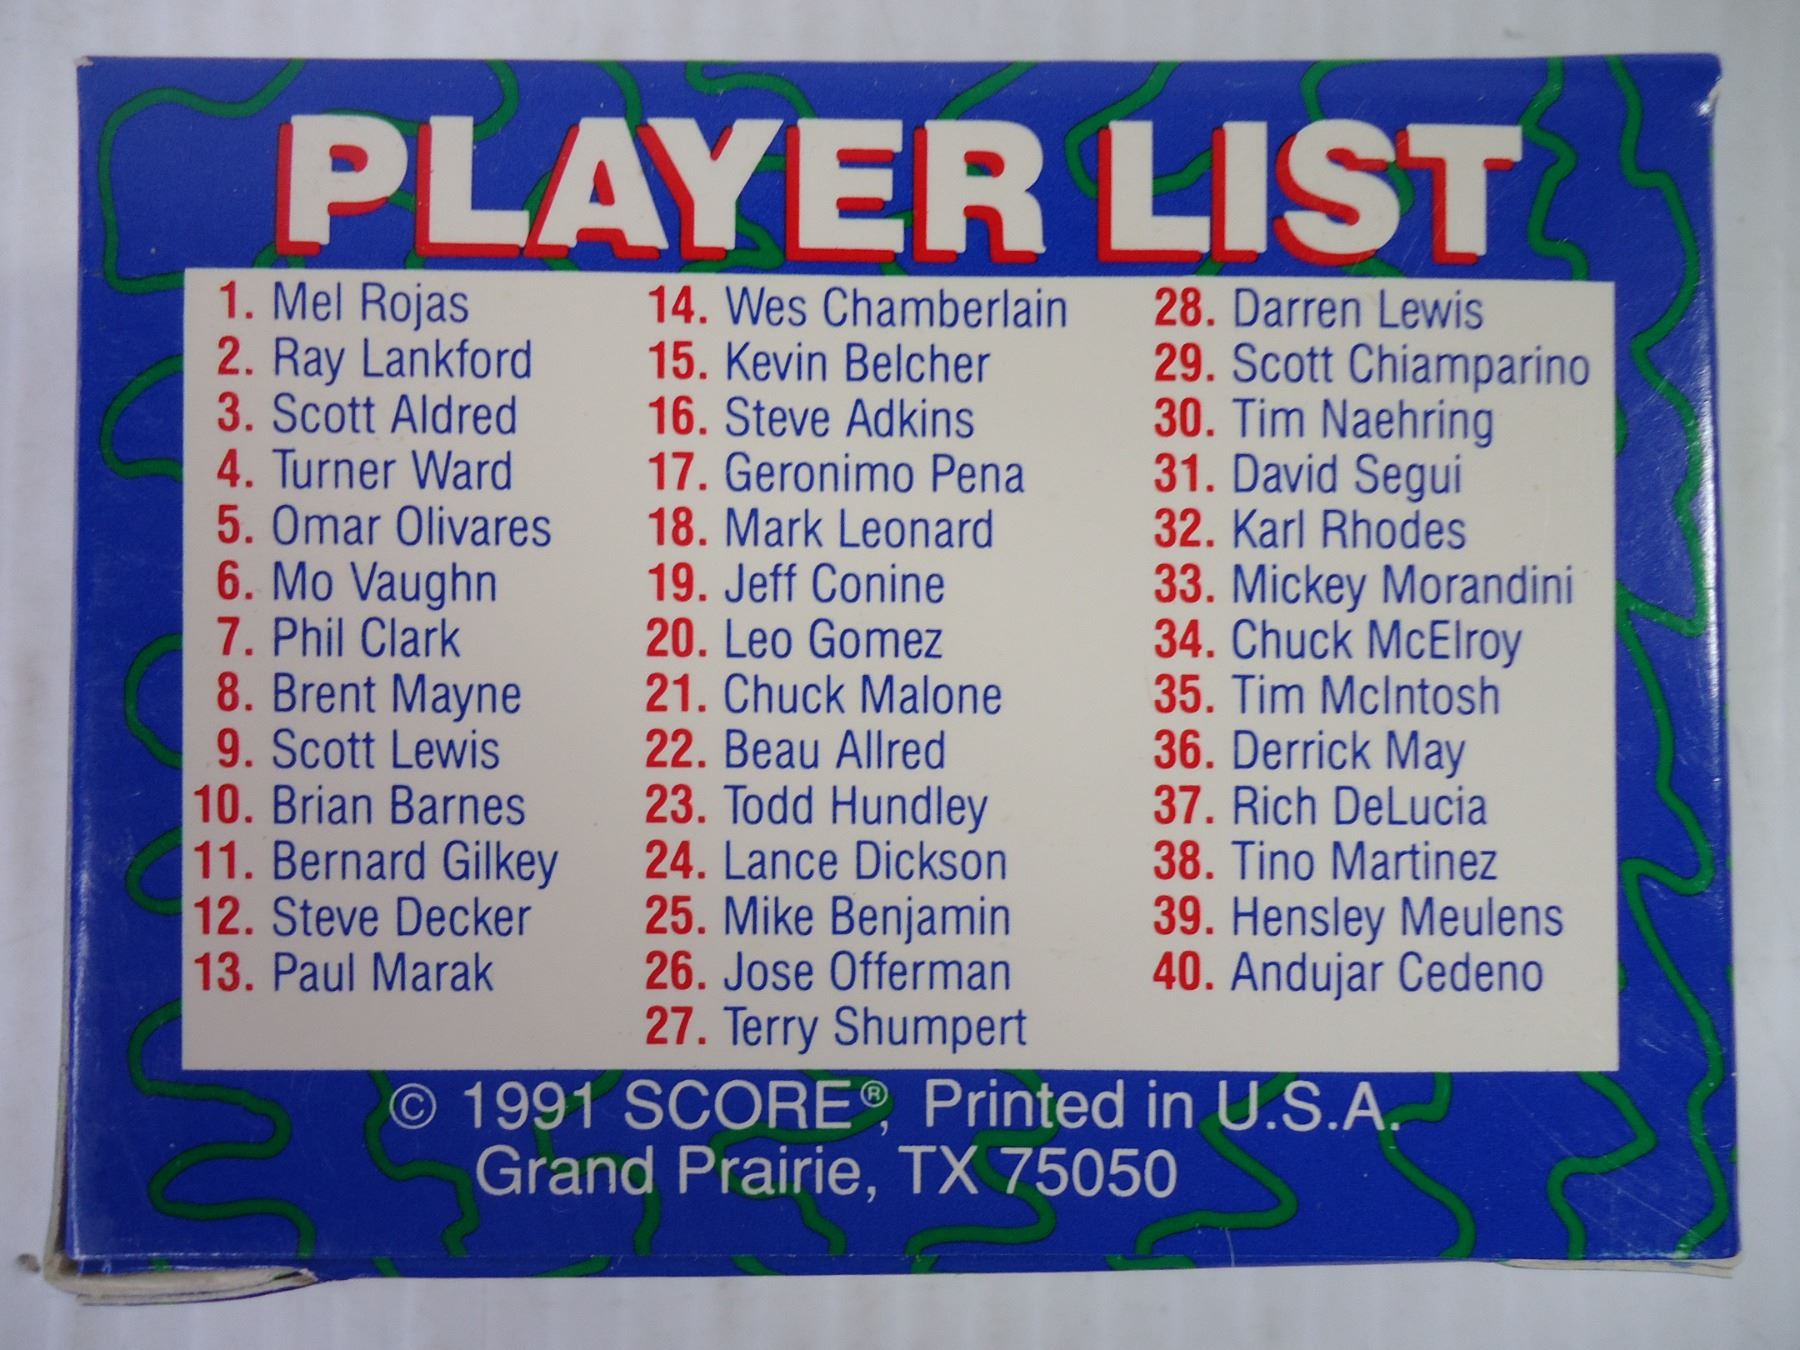 PLAYER LIST
1. Mel Rojas
2. Ray Lankford
3. Scott Aldred
4. Turner Ward
5. Omar Olivares
6. Mo Vaughn
7. Phil Clark
8. Brent Mayne
9. Scott Lewis
10. Brian Barnes
11. Bernard Gilkey
12. Steve Decker
13. Paul Marak
14. Wes Chamberlain
15. Kevin Belcher
16. Steve Adkins
17. Geronimo Pena
18. Mark Leonard
19. Jeff Conine
20. Leo Gomez
21. Chuck Malone
22. Beau Allred
23. Todd Hundley
24. Lance Dickson
25. Mike Benjamin
26. Jose Offerman
27. Terry Shumpert
28. Darren Lewis
29. Scott Chiamparino
30. Tim Naehring
31. David Segui
32. Karl Rhodes
33. Mickey Morandini
34. Chuck McElroy
35. Tim McIntosh
36. Derrick May
37. Rich DeLucia
38. Tino Martinez
39. Hensley Meulens
40. Andujar Cedeno
© 1991 SCORE®, Printed in U.S.A.
Grand Prairie, TX 75050